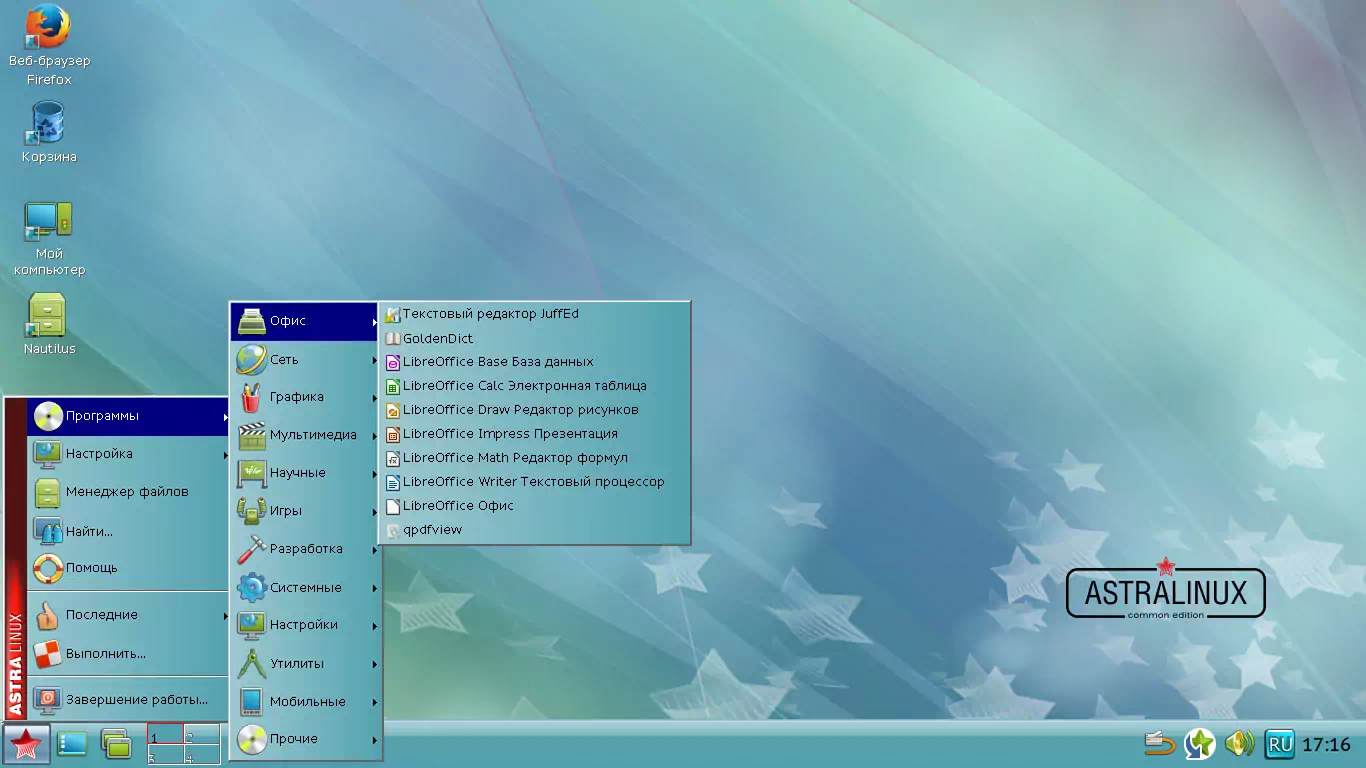 Веб-браузер
Firefox
Корзина
Мой
компьютер
Nautilus
Программы
Настройка
Менеджер файлов
Найти...
Помощь
Последние
Выполнить...
Завершение работы...
ASTRALINUX
Офис
Сеть
Графика
Мультимедиа
Научные
Игры
Разработка
Системные
Настройки
Утилиты
Мобильные
Прочие
Текстовый редактор JuffEd
GoldenDict
LibreOffice Base База данных
LibreOffice Calc Электронная таблица
LibreOffice Draw Редактор рисунков
LibreOffice Impress Презентация
LibreOffice Math Редактор формул
LibreOffice Writer Текстовый процессор
LibreOffice Офис
qpdfview
ASTRALINUX
common edition
1 2
3 4
RU 17:16